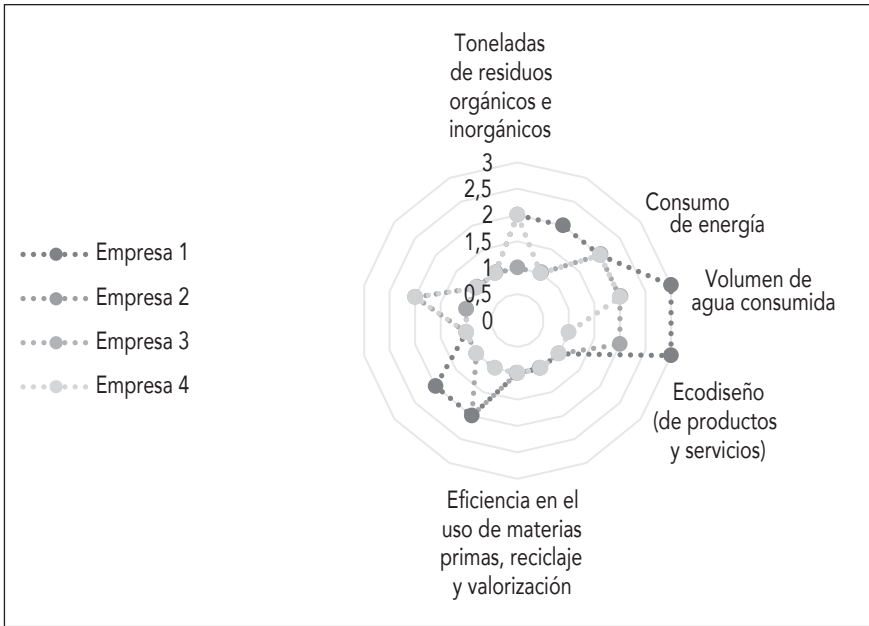 Toneladas
de residuos
orgánicos e
inorgánicos
3
2,5
2
1,5
1
0,5
0
Consumo
de energía
Volumen de
agua consumida
Ecodiseño
(de productos
y servicios)
Eficiencia en el
uso de materias
primas, reciclaje
y valorización
Empresa 1
Empresa 2
Empresa 3
Empresa 4